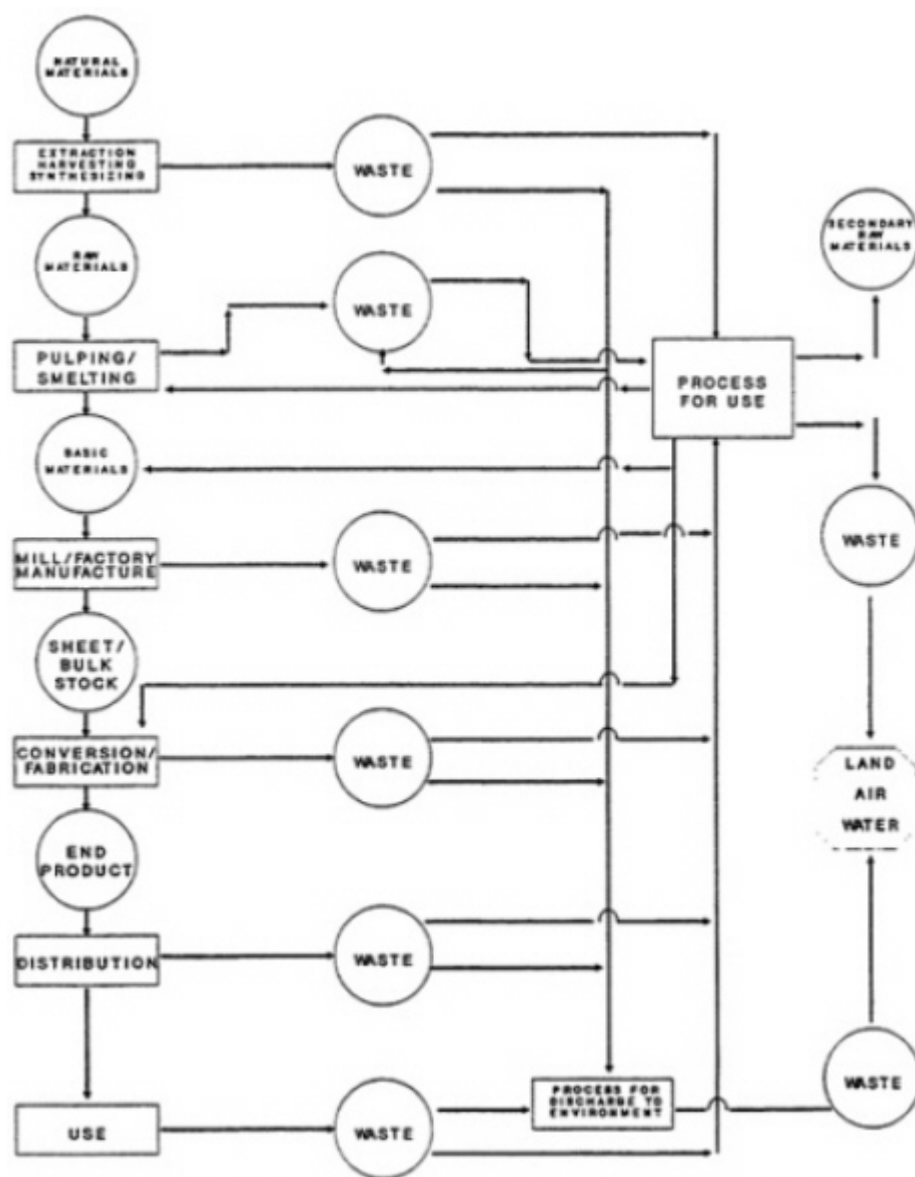 NATURAL
MATERIALS
EXTRACTION
HARVESTING
SYNTHESIZING
WASTE
RAW
MATERIALS
SECONDARY
RAW
MATERIALS
WASTE
PULPING/
SMELTING
PROCESS
FOR USE
BASIC
MATERIALS
MILL/FACTORY
MANUFACTURE
WASTE
WASTE
SHEET/
BULK
STOCK
CONVERSION/
FABRICATION
WASTE
LAND
AIR
WATER
END
PRODUCT
DISTRIBUTION
WASTE
PROCESS FOR
DISCHARGE TO
ENVIRONMENT
WASTE
USE
WASTE